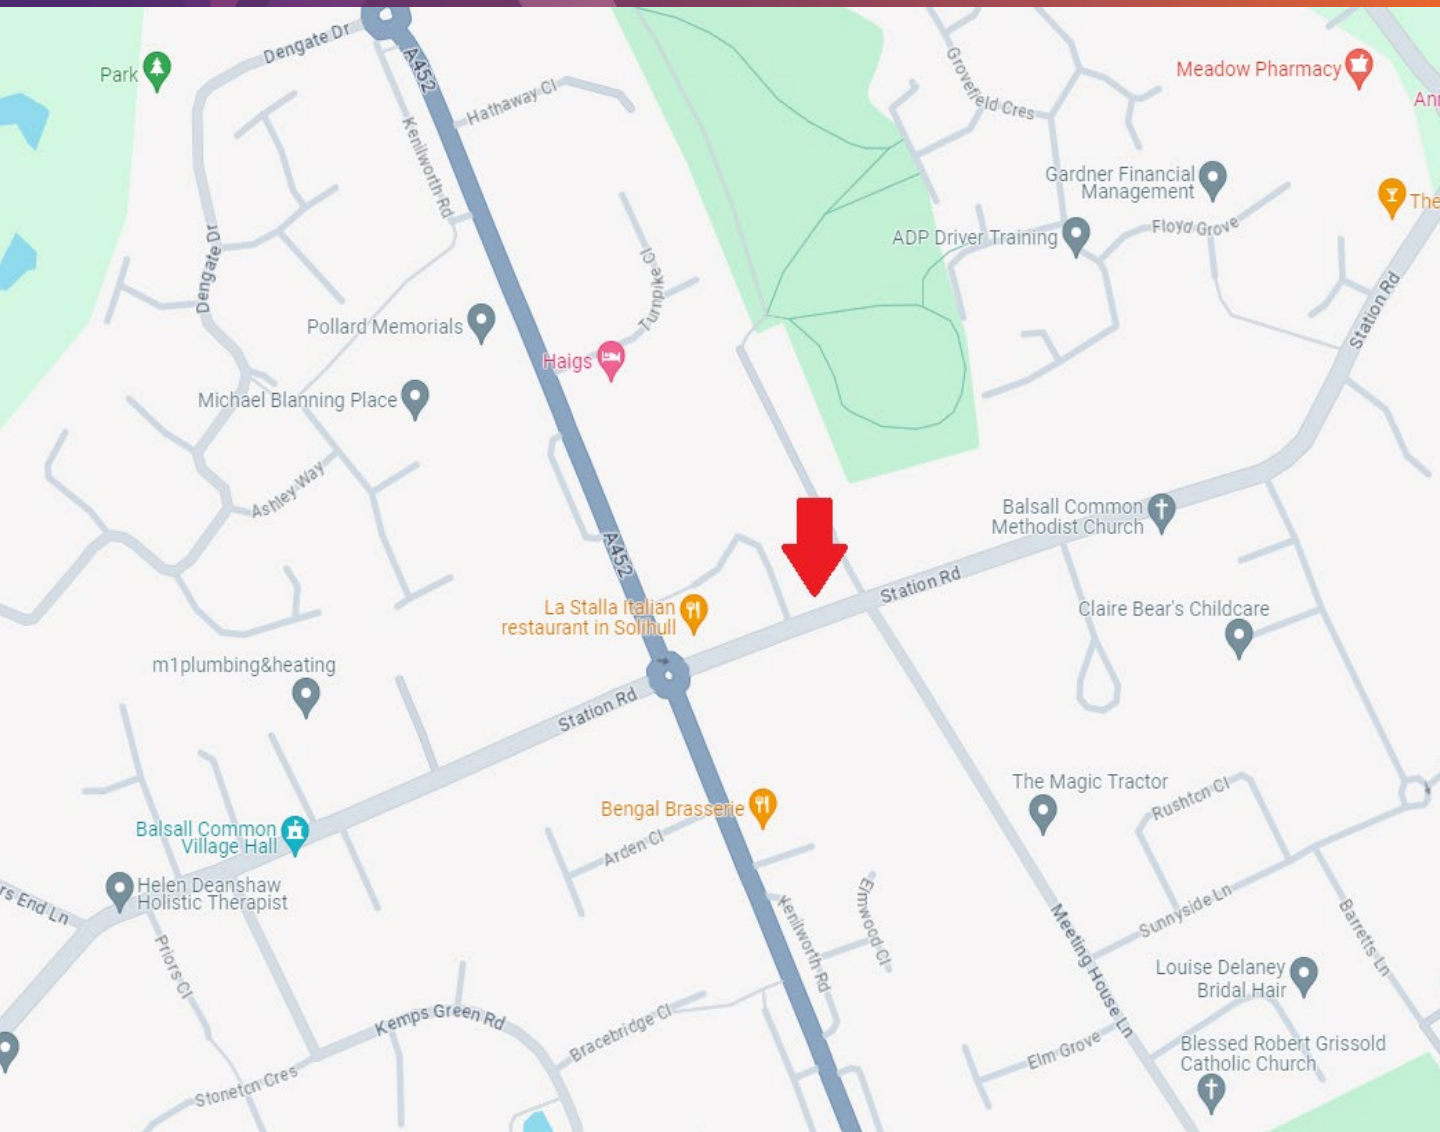 Dengate Dr
A452
Park
Hathaway Cl
Grovefield Cres
Meadow Pharmacy
Kenilworth Rd
Gardner Financial
Management
The
Floyd Grove
ADP Driver Training
Dengate Dr
Turnpike Cl
Station Rd
Pollard Memorials
Haigs
Michael Blanning Place
Ashley Way
Balsall Common
Methodist Church
A452
Station Rd
La Stalla Italian
restaurant in Solihull
Claire Bear's Childcare
m1plumbing&heating
Station Rd
The Magic Tractor
Rushton Cl
Bengal Brasserie
Arden Cl
Balsall Common
Village Hall
Helen Deanshaw
Holistic Therapist
rs End Ln
Kenilworth Rd
Elmwood Cl
Sunnyside Ln
Barretts Ln
Meeting House Ln
Priors Cl
Louise Delaney
Bridal Hair
Kemps Green Rd
Bracebridge Cl
Elm Grove
Blessed Robert Grissold
Catholic Church
Stoneton Cres